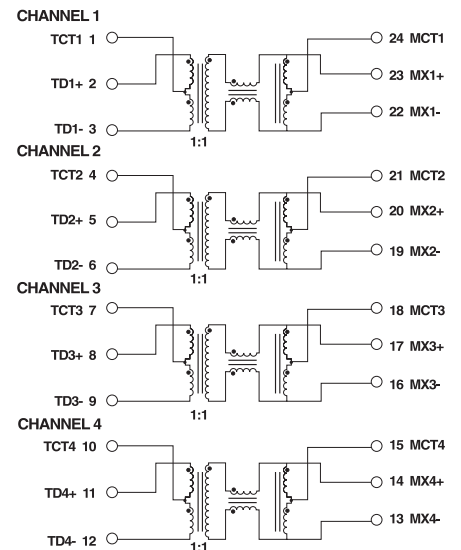 CHANNEL 1
TCT1 1
24 MCT1
TD1+ 2
23 MX1+
TD1- 3
22 MX1-
1:1
CHANNEL 2
TCT2 4
21 MCT2
TD2+ 5
20 MX2+
TD2- 6
19 MX2-
1:1
CHANNEL 3
TCT3 7
18 MCT3
TD3+ 8
17 MX3+
TD3- 9
16 MX3-
1:1
CHANNEL 4
TCT4 10
15 MCT4
TD4+ 11
14 MX4+
TD4- 12
13 MX4-
1:1